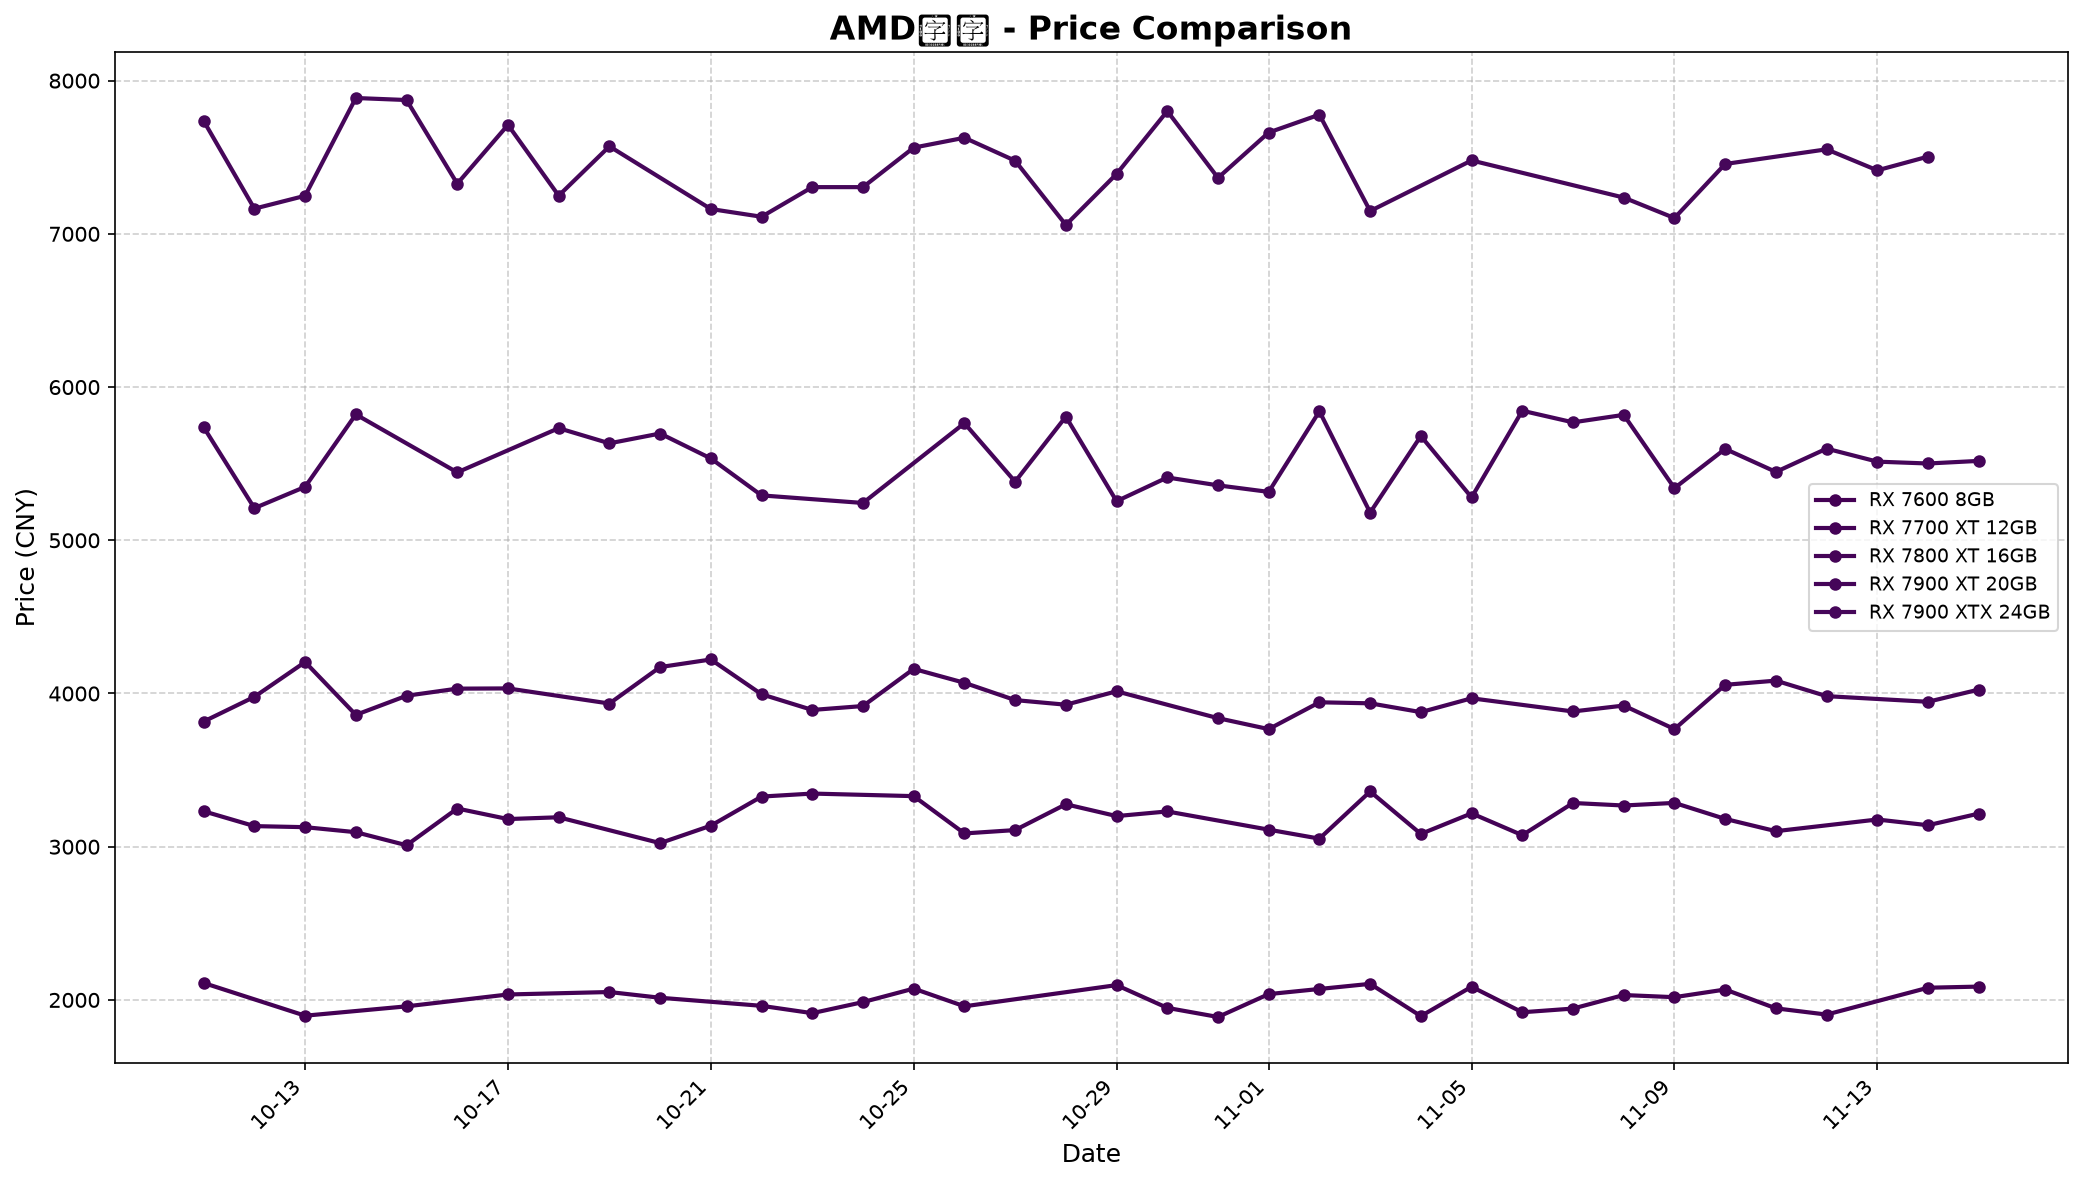 AMD - Price Comparison
8000
7000
6000
5000
4000
3000
2000
Price (CNY)
RX 7600 8GB
RX 7700 XT 12GB
RX 7800 XT 16GB
RX 7900 XT 20GB
RX 7900 XTX 24GB
10-13
10-17
10-21
10-25
10-29
11-01
11-05
11-09
11-13
Date